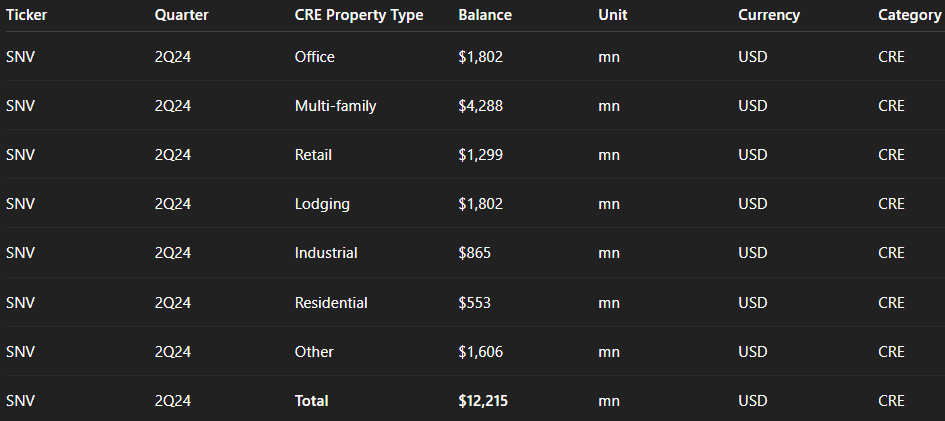 Ticker Quarter CRE Property Type Balance Unit Currency Category
SNV 2Q24 Office $1,802 mn USD CRE
SNV 2Q24 Multi-family $4,288 mn USD CRE
SNV 2Q24 Retail $1,299 mn USD CRE
SNV 2Q24 Lodging $1,802 mn USD CRE
SNV 2Q24 Industrial $865 mn USD CRE
SNV 2Q24 Residential $553 mn USD CRE
SNV 2Q24 Other $1,606 mn USD CRE
SNV 2Q24 Total $12,215 mn USD CRE